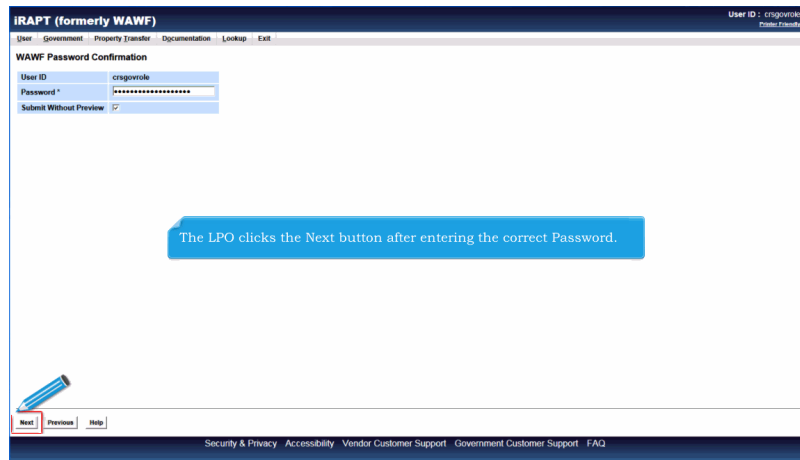 iRAPT (formerly WAWF)
User ID : crsgovrole
Printer Friendly
User Government Property Transfer Documentation Lookup Exit
WAWF Password Confirmation
User ID crsgovrole
Password *
Submit Without Preview
The LPO clicks the Next button after entering the correct Password.
Next Previous Help
Security & Privacy Accessibility Vendor Customer Support Government Customer Support FAQ